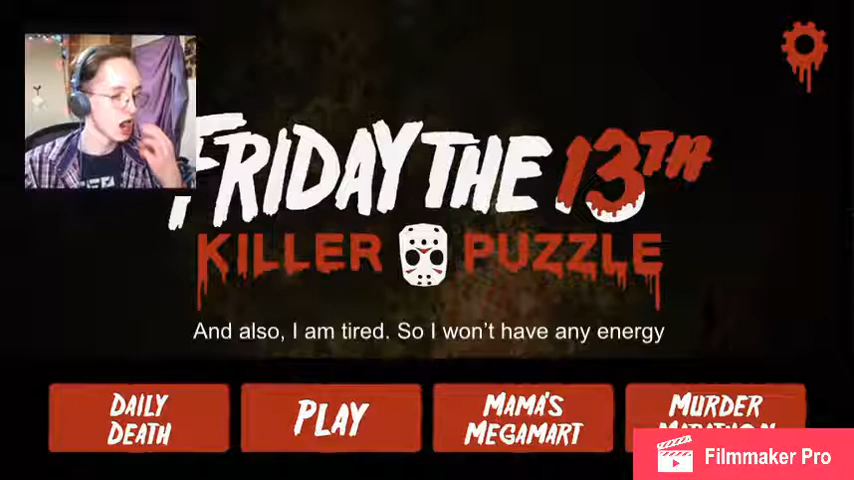 FRIDAY THE 13TH
KILLER PUZZLE
And also, I am tired. So I won't have any energy
DAILY
DEATH
PLAY
MAMA'S
MEGAMART
MURDER
MARATHON
Filmmaker Pro